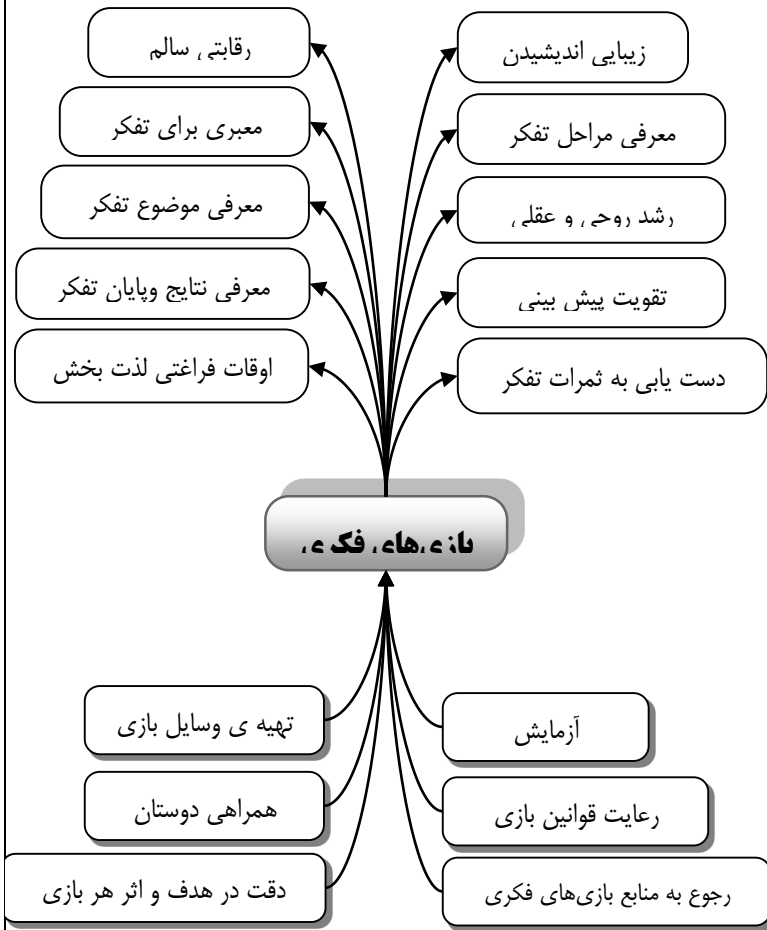 زیبایی اندیشیدن
رقابتی سالم
معرفی مراحل تفکر
معبری برای تفکر
رشد روحی و عقلی
معرفی موضوع تفکر
تقویت پیش بینی
معرفی نتایج وپایان تفکر
دست یابی به ثمرات تفکر
اوقات فراغتی لذت بخش
بازی‌های فکری
آزمایش
تهیه ی وسایل بازی
رعایت قوانین بازی
همراهی دوستان
رجوع به منابع بازی‌های فکری
دقت در هدف و اثر هر بازی